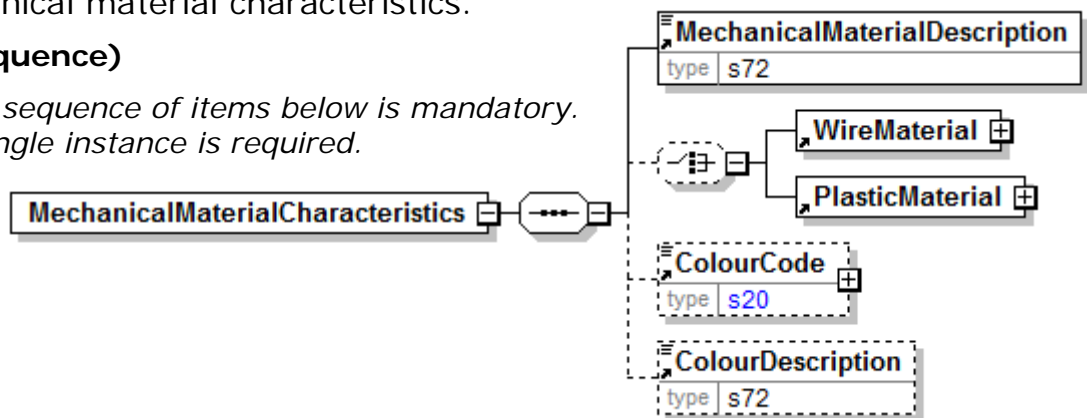 nical material characteristics.
quence)
sequence of items below is mandatory.
ngle instance is required.
MechanicalMaterialCharacteristics
MechanicalMaterialDescription
type s72
WireMaterial
PlasticMaterial
ColourCode
type s20
ColourDescription
type s72